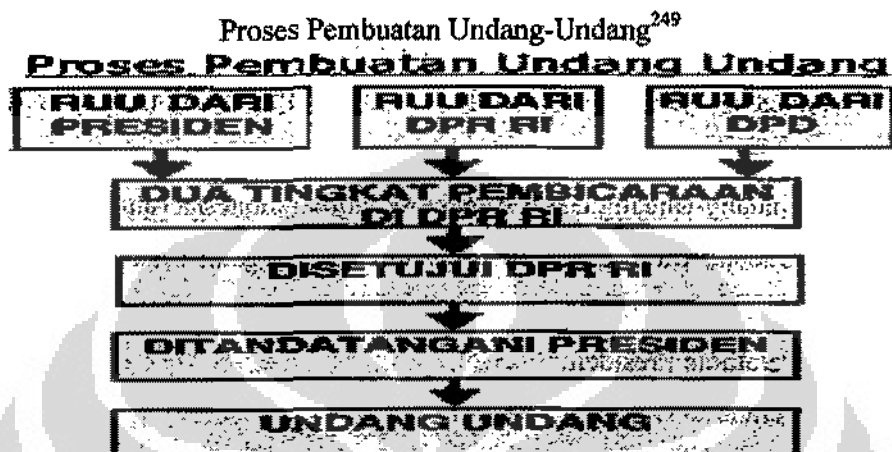 Proses Pembuatan Undang-Undang²⁴⁹
Proses Pembuatan Undang Undang
RUU DARI PRESIDEN
RUU DARI DPR RI
RUU DARI DPD
DUA TINGKAT PEMBICARAAN
DI DPR RI
DISETUJUI DPR RI
DITANDATANGANI PRESIDEN
UNDANG UNDANG